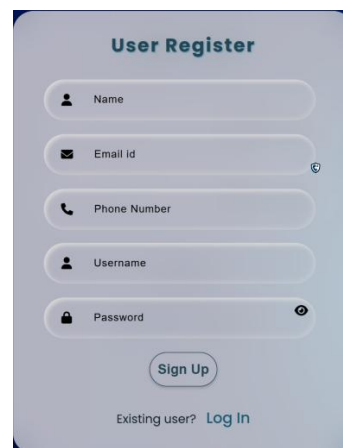 User Register
Name
Email id
Phone Number
Username
Password
Sign Up
Existing user? Log In